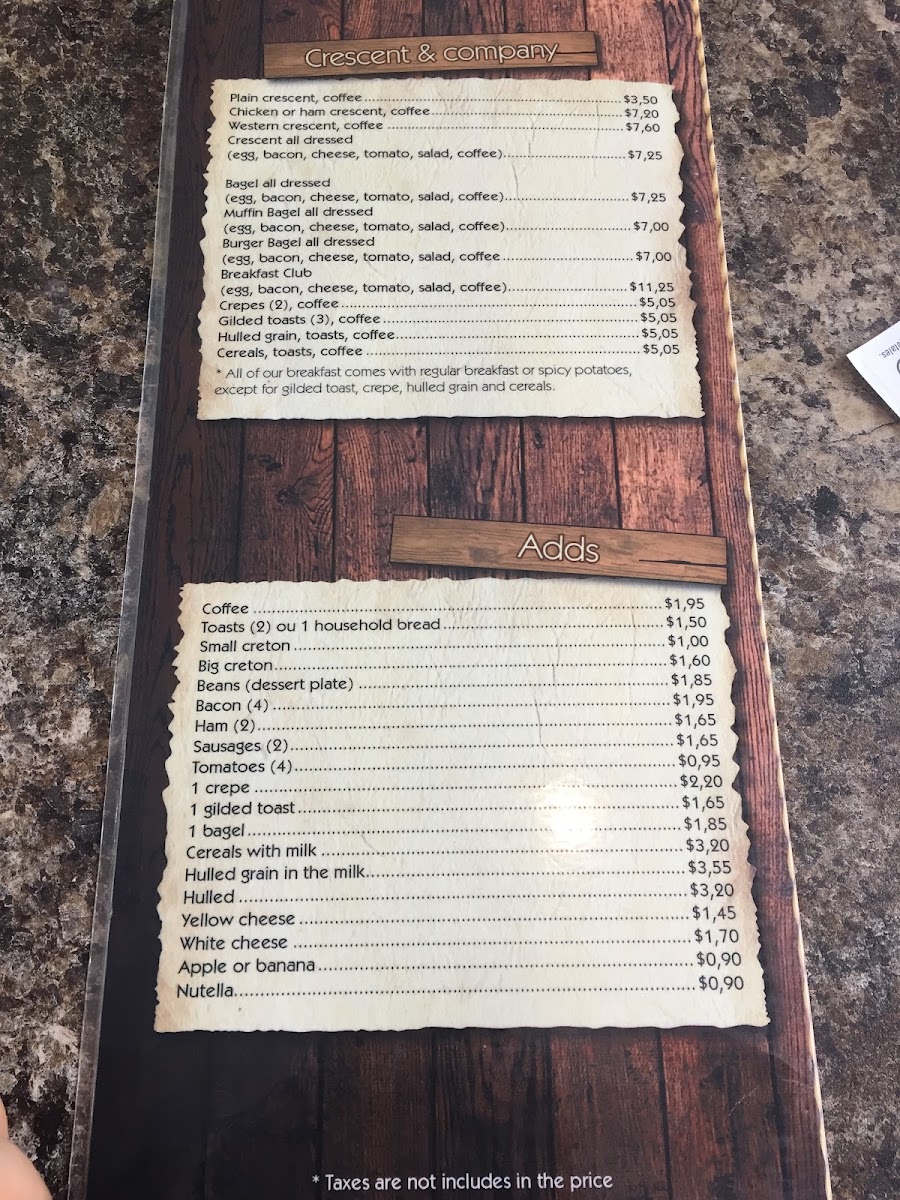 Crescent & company
Plain crescent, coffee.......$3,50
Chicken or ham crescent, coffee.......$7,20
Western crescent, coffee.......$7,60
Crescent all dressed
(egg, bacon, cheese, tomato, salad, coffee).......$7,25
Bagel all dressed
(egg, bacon, cheese, tomato, salad, coffee).......$7,25
Muffin Bagel all dressed
(egg, bacon, cheese, tomato, salad, coffee).......$7,00
Burger Bagel all dressed
(egg, bacon, cheese, tomato, salad, coffee.......$7,00
Breakfast Club
(egg, bacon, cheese, tomato, salad, coffee).......$11,25
Crepes (2), coffee.......$5,05
Gilded toasts (3), coffee.......$5,05
Hulled grain, toasts, coffee.......$5,05
Cereals, toasts, coffee.......$5,05
* All of our breakfast comes with regular breakfast or spicy potatoes,
except for gilded toast, crepe, hulled grain and cereals.
Adds
Coffee.......$1,95
Toasts (2) ou 1 household bread.......$1,50
Small creton.......$1,00
Big creton.......$1,60
Beans (dessert plate).......$1,85
Bacon (4).......$1,95
Ham (2).......$1,65
Sausages (2).......$1,65
Tomatoes (4).......$0,95
1 crepe.......$2,20
1 gilded toast.......$1,65
1 bagel.......$1,85
Cereals with milk.......$3,20
Hulled grain in the milk.......$3,55
Hulled.......$3,20
Yellow cheese.......$1,45
White cheese.......$1,70
Apple or banana.......$0,90
Nutella.......$0,90
* Taxes are not includes in the price